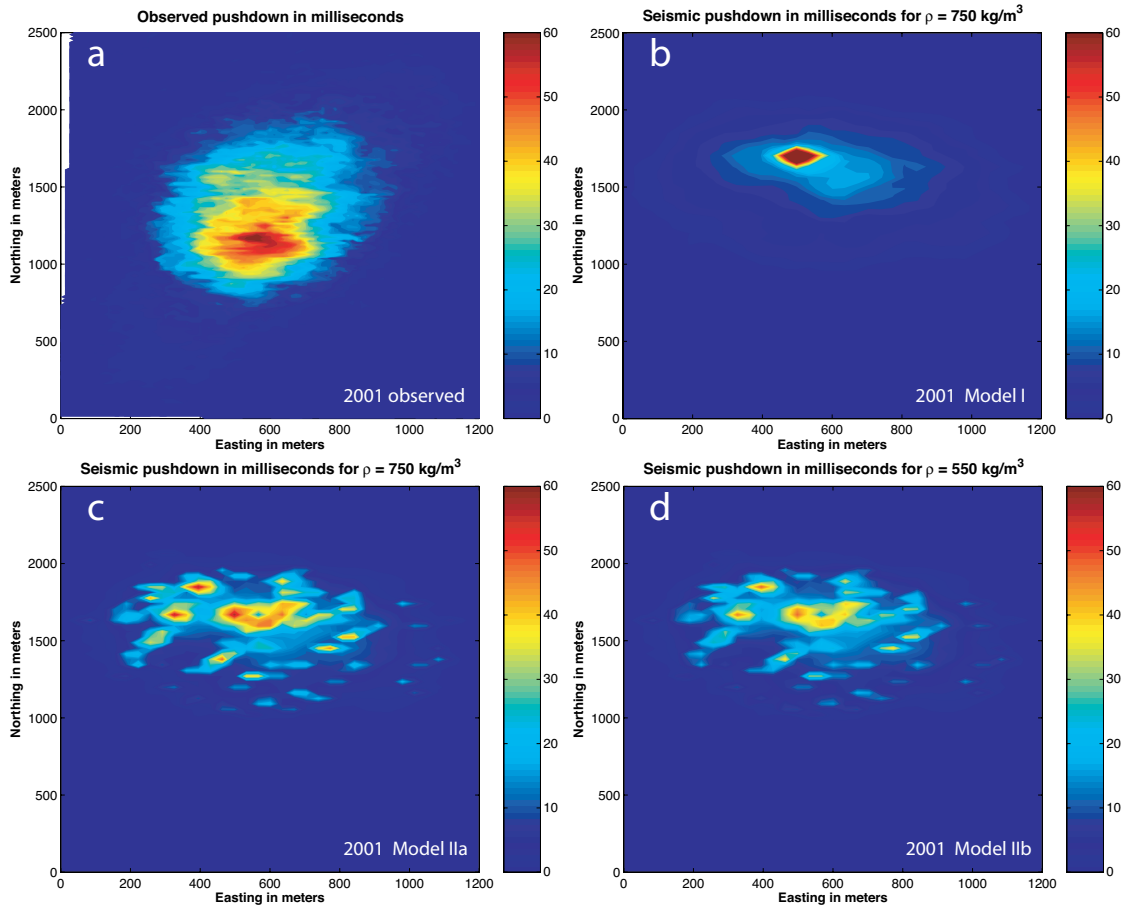 Observed pushdown in milliseconds
a
2500
2000
1500
1000
500
0
Northing in meters
0 200 400 600 800 1000 1200
Easting in meters
2001 observed
60
50
40
30
20
10
0
Seismic pushdown in milliseconds for ρ = 750 kg/m³
b
2500
2000
1500
1000
500
0
Northing in meters
0 200 400 600 800 1000 1200
Easting in meters
2001 Model I
60
50
40
30
20
10
0
Seismic pushdown in milliseconds for ρ = 750 kg/m³
c
2500
2000
1500
1000
500
0
Northing in meters
0 200 400 600 800 1000 1200
Easting in meters
2001 Model IIa
60
50
40
30
20
10
0
Seismic pushdown in milliseconds for ρ = 550 kg/m³
d
2500
2000
1500
1000
500
0
Northing in meters
0 200 400 600 800 1000 1200
Easting in meters
2001 Model IIb
60
50
40
30
20
10
0